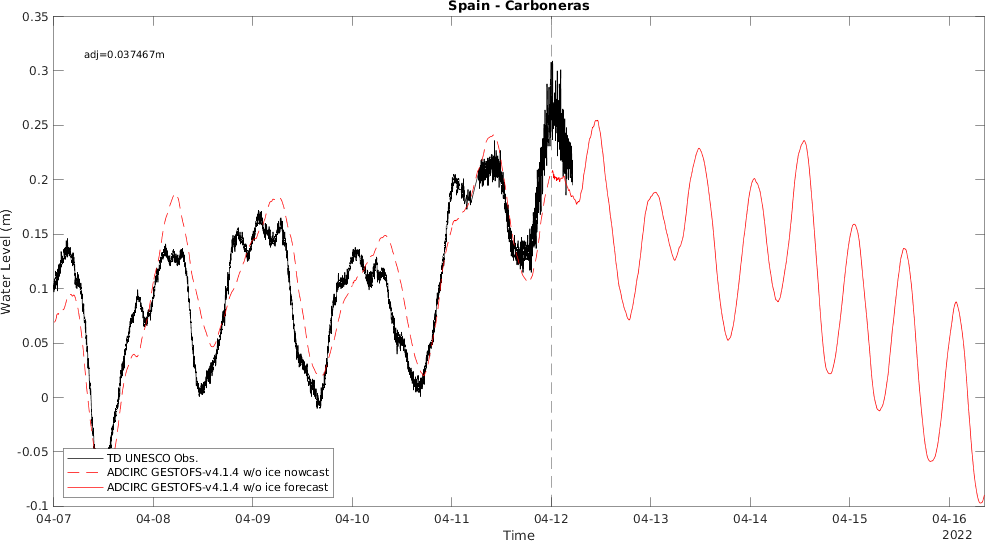 Spain - Carboneras
adj=0.037467m
Water Level (m)
0.35
0.3
0.25
0.2
0.15
0.1
0.05
0
-0.05
-0.1
TD UNESCO Obs.
ADCIRC GESTOFS-v4.1.4 w/o ice nowcast
ADCIRC GESTOFS-v4.1.4 w/o ice forecast
04-07 04-08 04-09 04-10 04-11 04-12 04-13 04-14 04-15 04-16
Time
2022